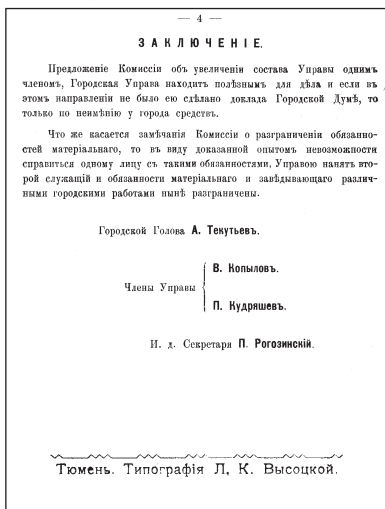 — 4 —
ЗАКЛЮЧЕНІЕ.
Предложеніе Комиссіи объ увеличеніи состава Управы однимъ
членомъ, Городская Управа находитъ полѣзнымъ для дѣла и если въ
этомъ направленіи не было ею сдѣлано доклада Городской Думѣ, то
только по неимѣнію у города средствъ.
Что же касается замѣчанія Комиссіи о разграниченіи обязанно-
стей матеріальнаго, то въ виду доказанной опытомъ невозможности
справиться одному лицу съ такими обязанностями, Управою нанятъ вто-
рой служащій и обязанности матеріальнаго и завѣдывающаго различ-
ными городскими работами нынѣ разграничены.
Городской Голова А. Текутьевъ.
Члены Управы
В. Копыловъ.
П. Кудряшевъ.
И. д. Секретаря П. Рогозинскій.
Тюмень. Типографія Л, К. Высоцкой.